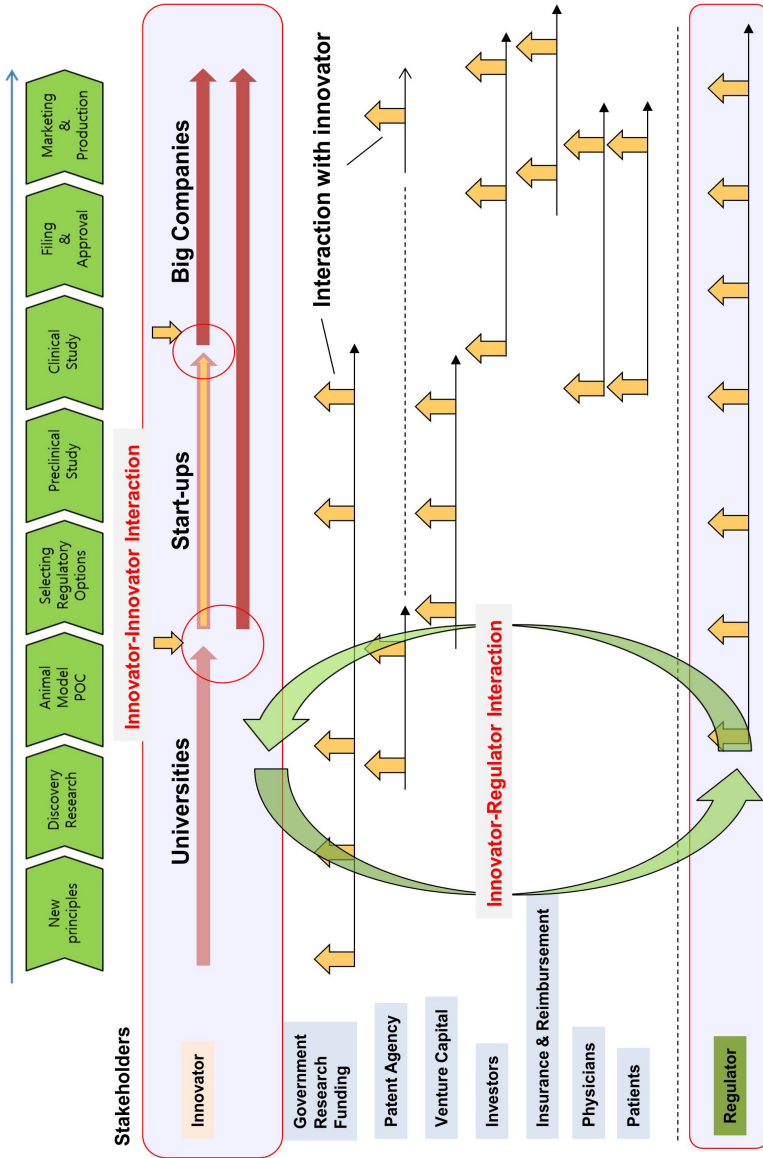 New
principles
Discovery
Research
Animal
Model
POC
Selecting
Regulatory
Options
Preclinical
Study
Clinical
Study
Filing
&
Approval
Marketing
&
Production
Stakeholders
Innovator-Innovator Interaction
Innovator
Universities
Start-ups
Big Companies
Government
Research
Funding
Interaction with innovator
Patent Agency
Venture Capital
Investors
Innovator-Regulator Interaction
Insurance & Reimbursement
Physicians
Patients
Regulator